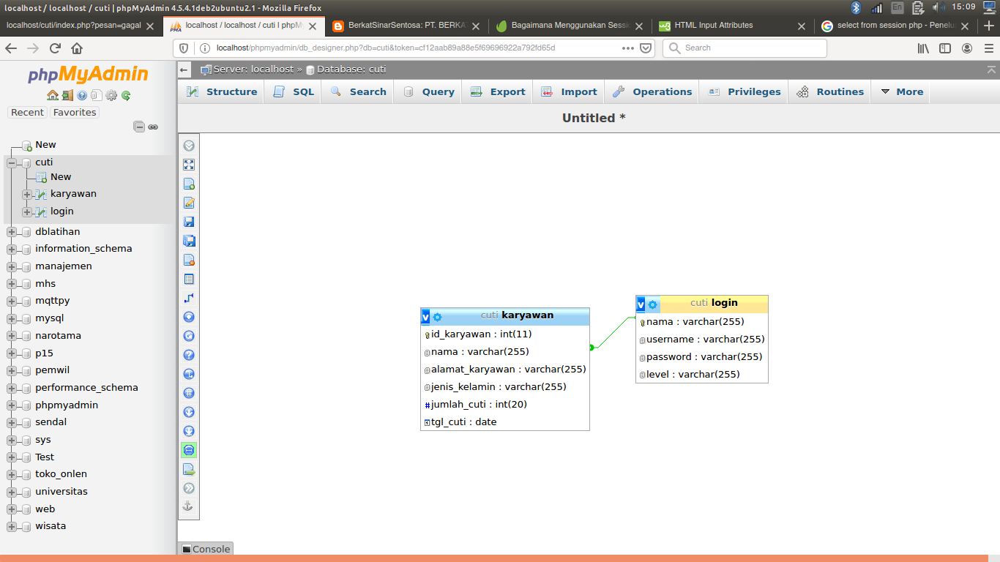 localhost / localhost / cuti | phpMyAdmin 4.5.4.1deb2ubuntu2.1 - Mozilla Firefox
En
15:09
localhost/cuti/index.php?pesan=gagal
localhost / localhost / cuti | phpM
BerkatSinarSentosa: PT. BERKA
Bagaimana Menggunakan Sessi
HTML Input Attributes
select from session php - Penelu
localhost/phpmyadmin/db_designer.php?db=cuti&token=cf12aab89a88e5f69696922a792fd65d
Search
phpMyAdmin
Recent
Favorites
New
cuti
New
karyawan
login
dblatihan
information_schema
manajemen
mhs
mqttpy
mysql
narotama
p15
pemwil
performance_schema
phpmyadmin
sendal
sys
Test
toko_onlen
universitas
web
wisata
Server: localhost » Database: cuti
Structure
SQL
Search
Query
Export
Import
Operations
Privileges
Routines
More
Untitled *
v
cuti karyawan
id_karyawan : int(11)
nama : varchar(255)
alamat_karyawan : varchar(255)
jenis_kelamin : varchar(255)
jumlah_cuti : int(20)
tgl_cuti : date
v
cuti login
nama : varchar(255)
username : varchar(255)
password : varchar(255)
level : varchar(255)
Console